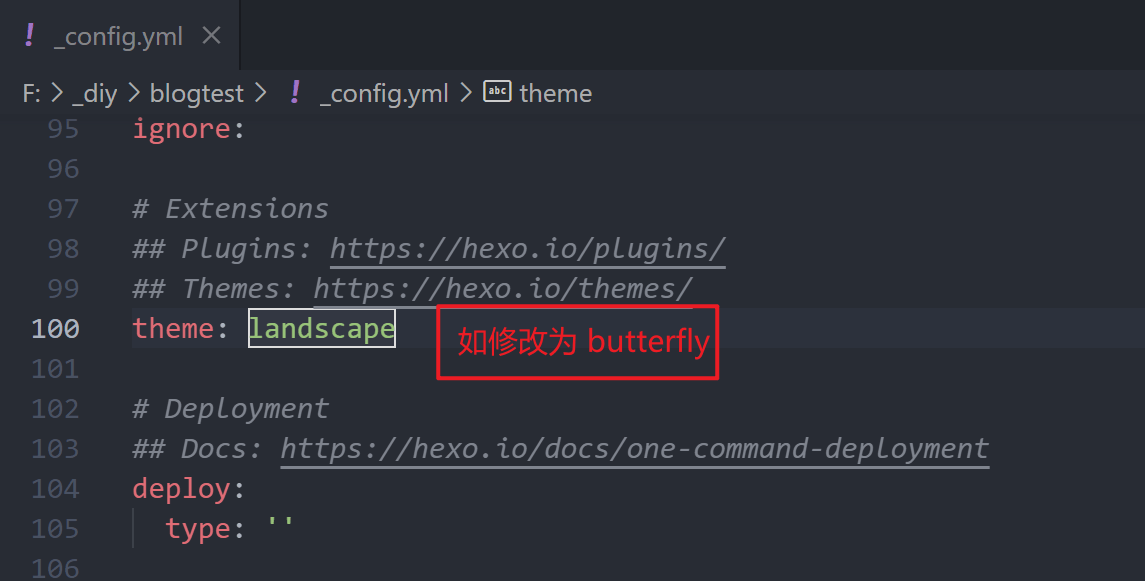 ! _config.yml ×
F: > _diy > blogtest > ! _config.yml > abc theme
95 ignore:
96
97 # Extensions
98 ## Plugins: https://hexo.io/plugins/
99 ## Themes: https://hexo.io/themes/
100 theme: landscape 如修改为 butterfly
101
102 # Deployment
103 ## Docs: https://hexo.io/docs/one-command-deployment
104 deploy:
105 type: ''
106